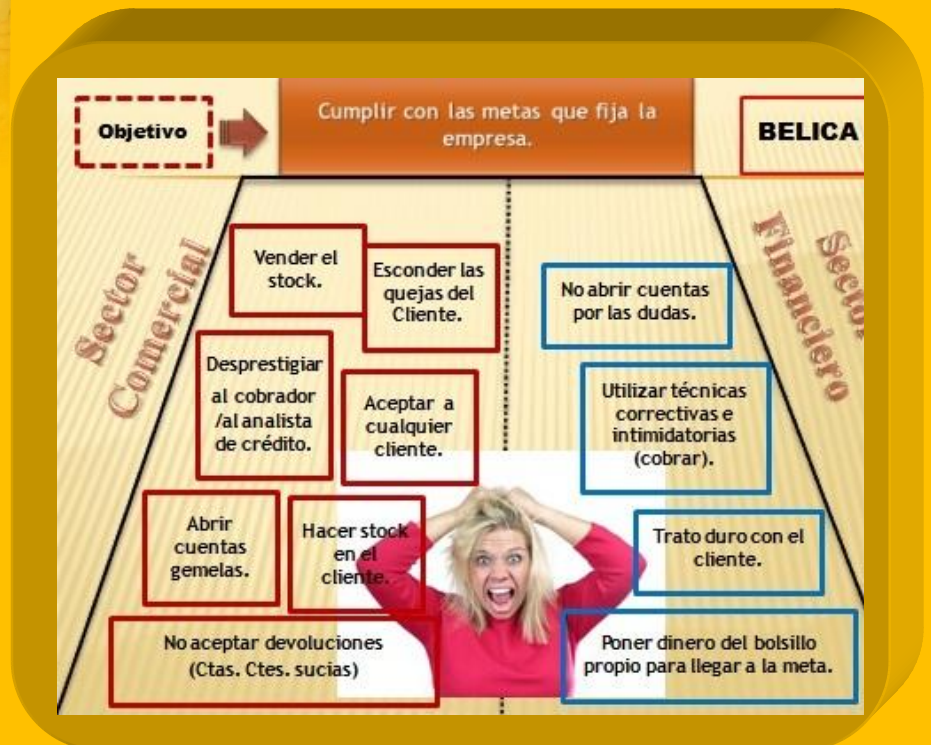 Objetivo
Cumplir con las metas que fija la
empresa.
BELICA
Sector
Comercial
Sector
Financiero
Vender el
stock.
Esconder las
quejas del
Cliente.
Desprestigiar
al cobrador
/al analista
de crédito.
Aceptar a
cualquier
cliente.
Abrir
cuentas
gemelas.
Hacer stock
en el
cliente.
No aceptar devoluciones
(Ctas. Ctes. sucias)
No abrir cuentas
por las dudas.
Utilizar técnicas
correctivas e
intimidatorias
(cobrar).
Trato duro con el
cliente.
Poner dinero del bolsillo
propio para llegar a la meta.